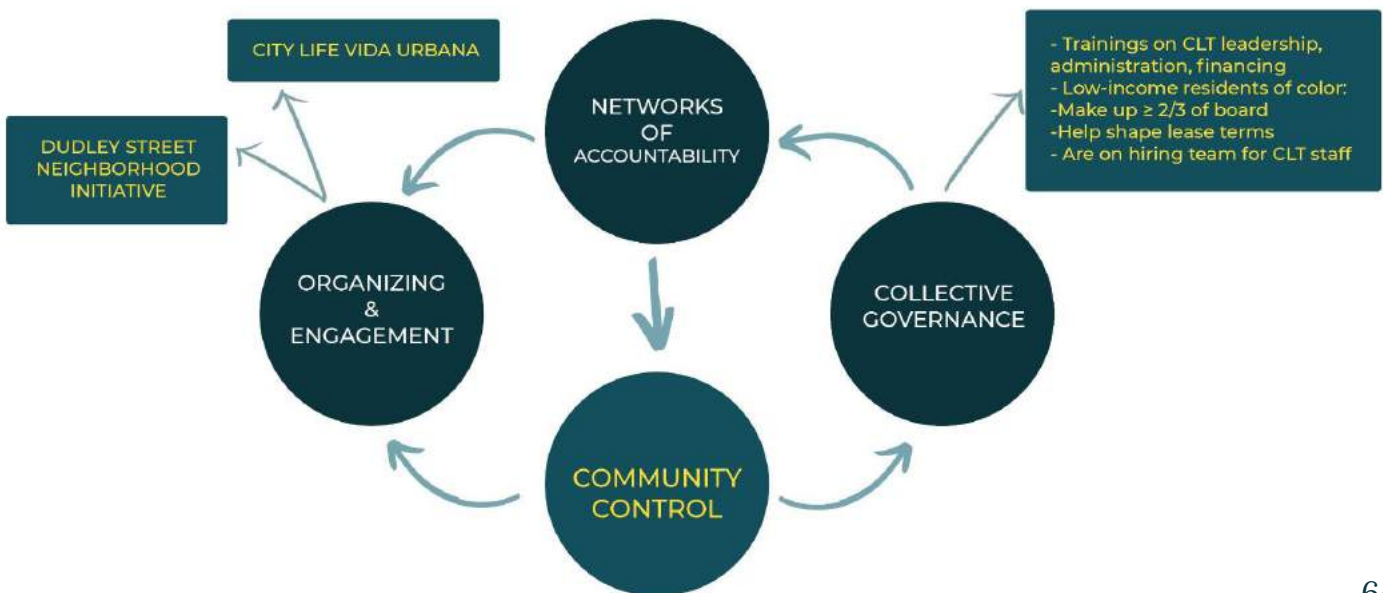 CITY LIFE VIDA URBANA
DUDLEY STREET
NEIGHBORHOOD
INITIATIVE
NETWORKS
OF
ACCOUNTABILITY
- Trainings on CLT leadership,
administration, financing
- Low-income residents of color:
-Make up ≥ 2/3 of board
-Help shape lease terms
- Are on hiring team for CLT staff
ORGANIZING
&
ENGAGEMENT
COLLECTIVE
GOVERNANCE
COMMUNITY
CONTROL
6